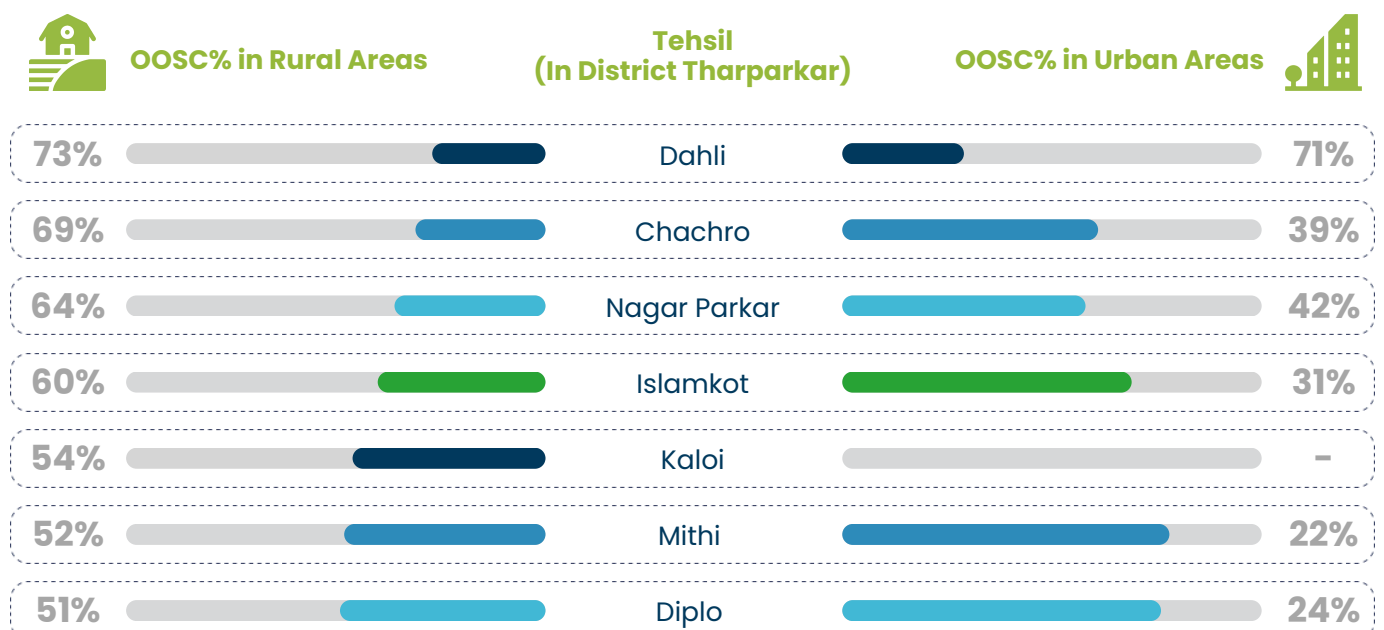 OOSC% in Rural Areas
Tehsil
(In District Tharparkar)
OOSC% in Urban Areas
73% Dahli 71%
69% Chachro 39%
64% Nagar Parkar 42%
60% Islamkot 31%
54% Kaloi -
52% Mithi 22%
51% Diplo 24%